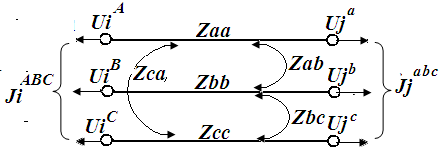 Ui^A Zaa Uj^a
Ji^ABC Zca Zab Jj^abc
Ui^B Zbb Uj^b
Zbc
Ui^C Zcc Uj^c